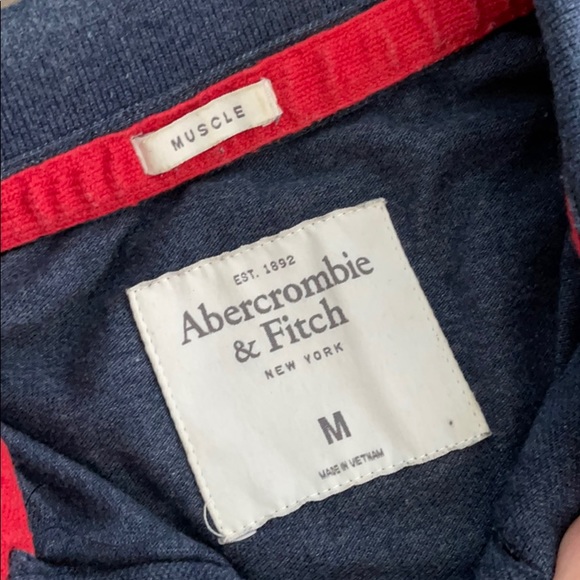 MUSCLE
EST. 1892
Abercrombie
& Fitch
NEW YORK
M
MADE IN VIETNAM